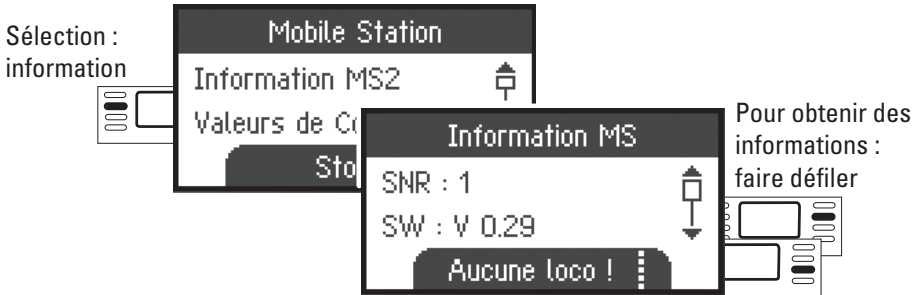 Sélection :
information
Mobile Station
Information MS2
Valeurs de Co
Sto
Information MS
SNR : 1
SW : V 0.29
Aucune loco !
Pour obtenir des
informations :
faire défiler